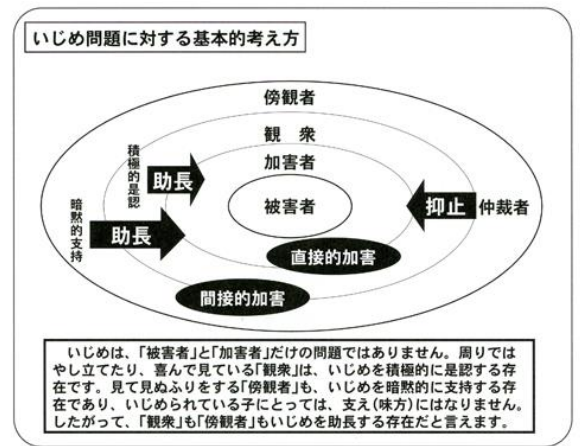 いじめ問題に対する基本的考え方
傍観者
観 衆
加害者
被害者
積極的是認
助長
暗黙的支持
助長
抑止
仲裁者
直接的加害
間接的加害
いじめは、「被害者」と「加害者」だけの問題ではありません。周りでは
やし立てたり、喜んで見ている「観衆」は、いじめを積極的に是認する存
在です。見て見ぬふりをする「傍観者」も、いじめを暗黙的に支持する存
在であり、いじめられている子にとっては、支え(味方)にはなりません。
したがって、「観衆」も「傍観者」もいじめを助長する存在だと言えます。